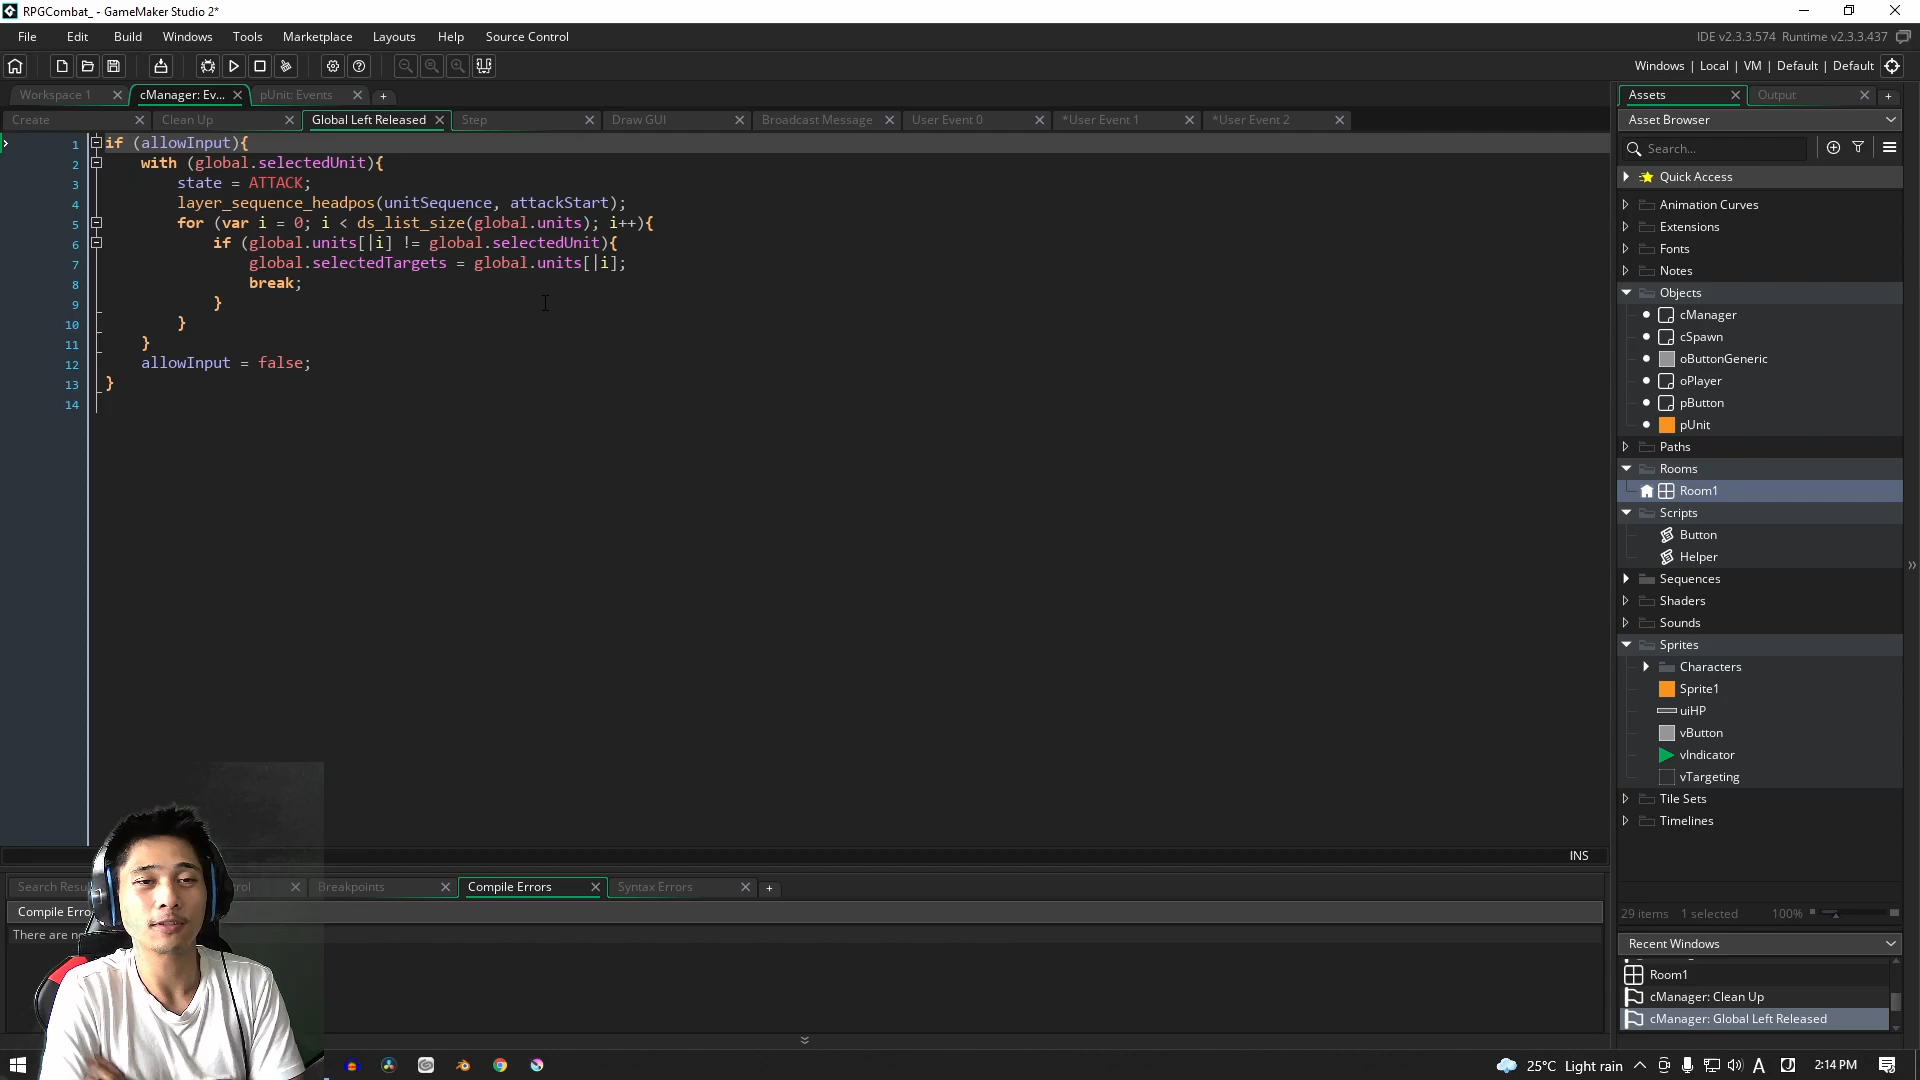 RPGCombat_ - GameMaker Studio 2*
File Edit Build Windows Tools Marketplace Layouts Help Source Control
IDE v2.3.3.574 Runtime v2.3.3.437
Windows | Local | VM | Default | Default
Workspace 1 cManager: Ev... pUnit: Events
Create Clean Up Global Left Released Step Draw GUI Broadcast Message User Event 0 *User Event 1 *User Event 2
1 if (allowInput){
2 with (global.selectedUnit){
3 state = ATTACK;
4 layer_sequence_headpos(unitSequence, attackStart);
5 for (var i = 0; i < ds_list_size(global.units); i++){
6 if (global.units[|i] != global.selectedUnit){
7 global.selectedTargets = global.units[|i];
8 break;
9 }
10 }
11 }
12 allowInput = false;
13 }
14
INS
Search Resu
rol
Breakpoints
Compile Errors
Syntax Errors
Compile Erro
There are no
Assets Output
Asset Browser
Search...
Quick Access
Animation Curves
Extensions
Fonts
Notes
Objects
cManager
cSpawn
oButtonGeneric
oPlayer
pButton
pUnit
Paths
Rooms
Room1
Scripts
Button
Helper
Sequences
Shaders
Sounds
Sprites
Characters
Sprite1
uiHP
vButton
vIndicator
vTargeting
Tile Sets
Timelines
29 items 1 selected 100%
Recent Windows
Room1
cManager: Clean Up
cManager: Global Left Released
25°C Light rain
A
2:14 PM